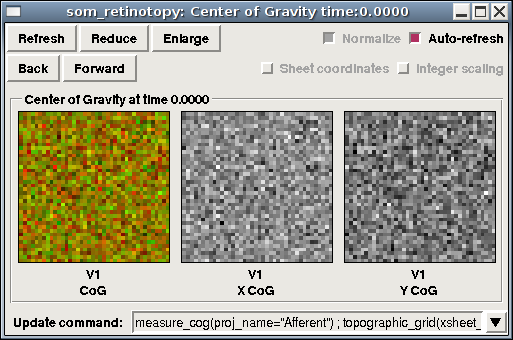 som_retinotopy: Center of Gravity time:0.0000
Refresh Reduce Enlarge Normalize Auto-refresh
Back Forward Sheet coordinates Integer scaling
Center of Gravity at time 0.0000
V1 V1 V1
CoG X CoG Y CoG
Update command: measure_cog(proj_name="Afferent") ; topographic_grid(xsheet_